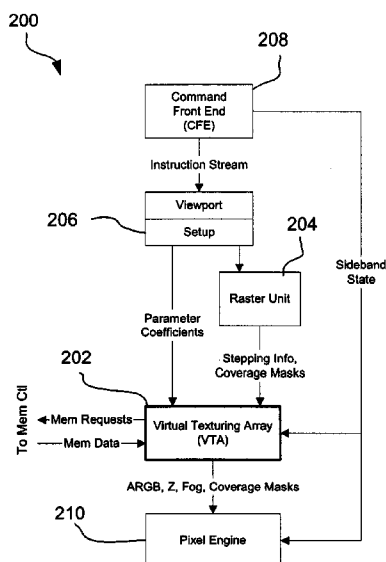 200
208
Command
Front End
(CFE)
Instruction Stream
206
Viewport
Setup
204
Raster Unit
Sideband
State
Parameter
Coefficients
Stepping Info,
Coverage Masks
202
To Mem Ctl
Mem Requests
Mem Data
Virtual Texturing Array
(VTA)
ARGB, Z, Fog, Coverage Masks
210
Pixel Engine